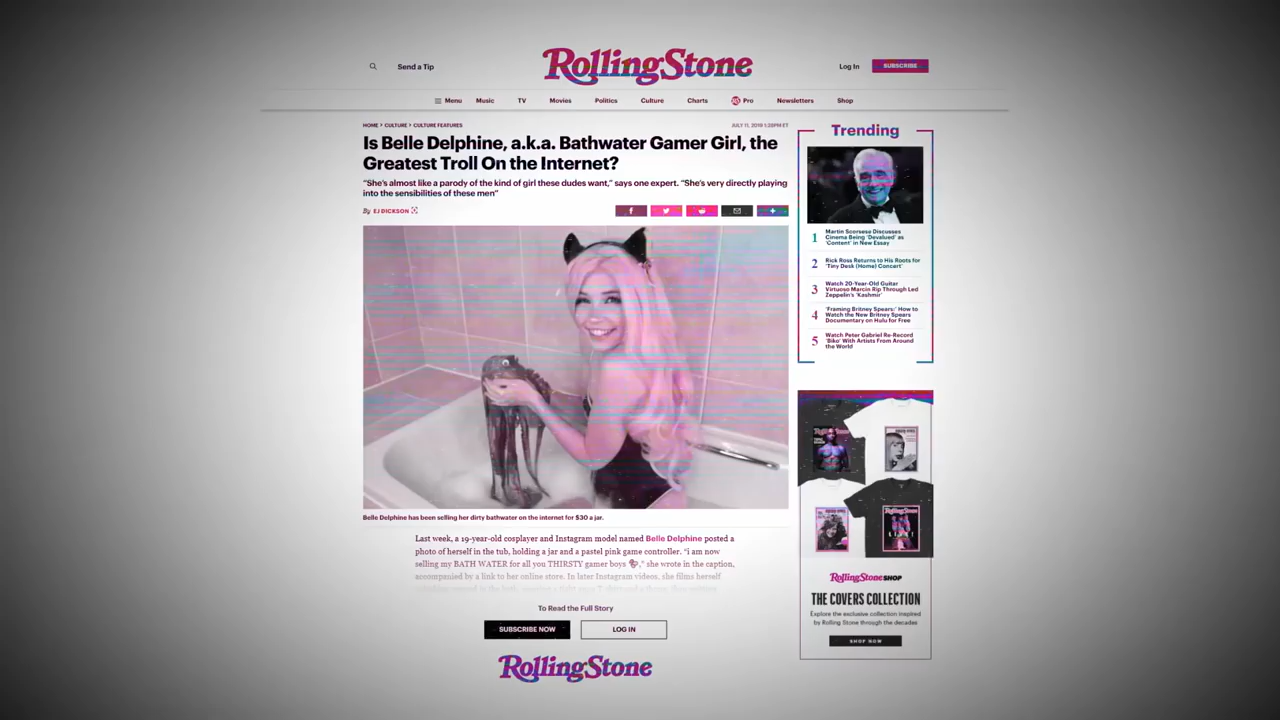 RollingStone
Send a Tip
Log In
SUBSCRIBE
Menu Music TV Movies Politics Culture Charts Pro Newsletters Shop
HOME > CULTURE > CULTURE FEATURES
JULY 11, 2019 1:28PM ET
Is Belle Delphine, a.k.a. Bathwater Gamer Girl, the
Greatest Troll On the Internet?
“She’s almost like a parody of the kind of girl these dudes want,” says one expert. “She’s very directly playing
into the sensibilities of these men”
By EJ DICKSON
Belle Delphine has been selling her dirty bathwater on the internet for $30 a jar.
Last week, a 19-year-old cosplayer and Instagram model named Belle Delphine posted a
photo of herself in the tub, holding a jar and a pastel pink game controller. “i am now
selling my BATH WATER for all you THIRSTY gamer boys,” she wrote in the caption,
accompanied by a link to her online store. In later Instagram videos, she films herself
To Read the Full Story
SUBSCRIBE NOW
LOG IN
RollingStone
Trending
1 Martin Scorsese Discusses
Cinema Being ‘Devalued’ as
‘Content’ in New Essay
2 Rick Ross Returns to His Roots for
‘Tiny Desk (Home) Concert’
3 Watch 20-Year-Old Guitar
Virtuoso Marcin Rip Through Led
Zeppelin’s ‘Kashmir’
4 ‘Framing Britney Spears:’ How to
Watch the New Britney Spears
Documentary on Hulu for Free
5 Watch Peter Gabriel Re-Record
‘Biko’ With Artists From Around
the World
RollingStone SHOP
THE COVERS COLLECTION
Explore the exclusive collection inspired
by Rolling Stone through the decades
SHOP NOW